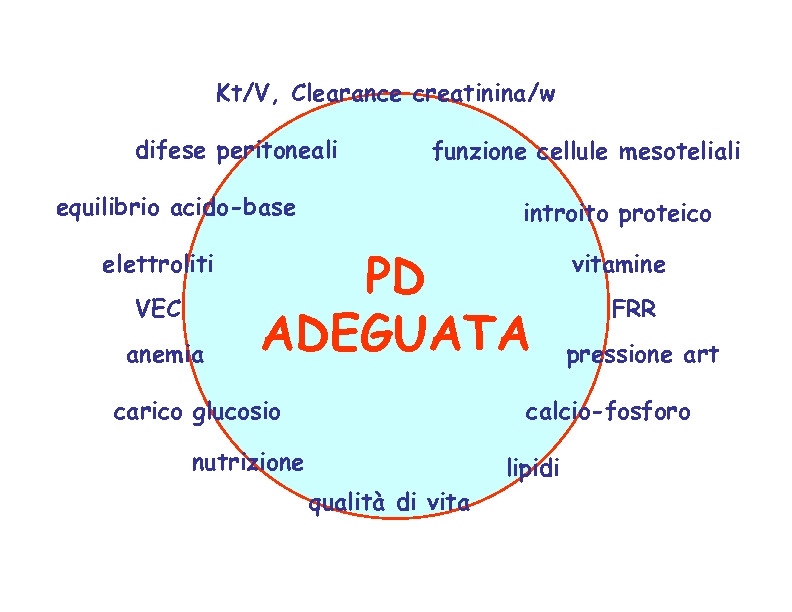 Kt/V, Clearance creatinina/w
difese peritoneali
funzione cellule mesoteliali
equilibrio acido-base
introito proteico
elettroliti
PD
vitamine
VEC
ADEGUATA
FRR
anemia
pressione art
carico glucosio
calcio-fosforo
nutrizione
lipidi
qualità di vita